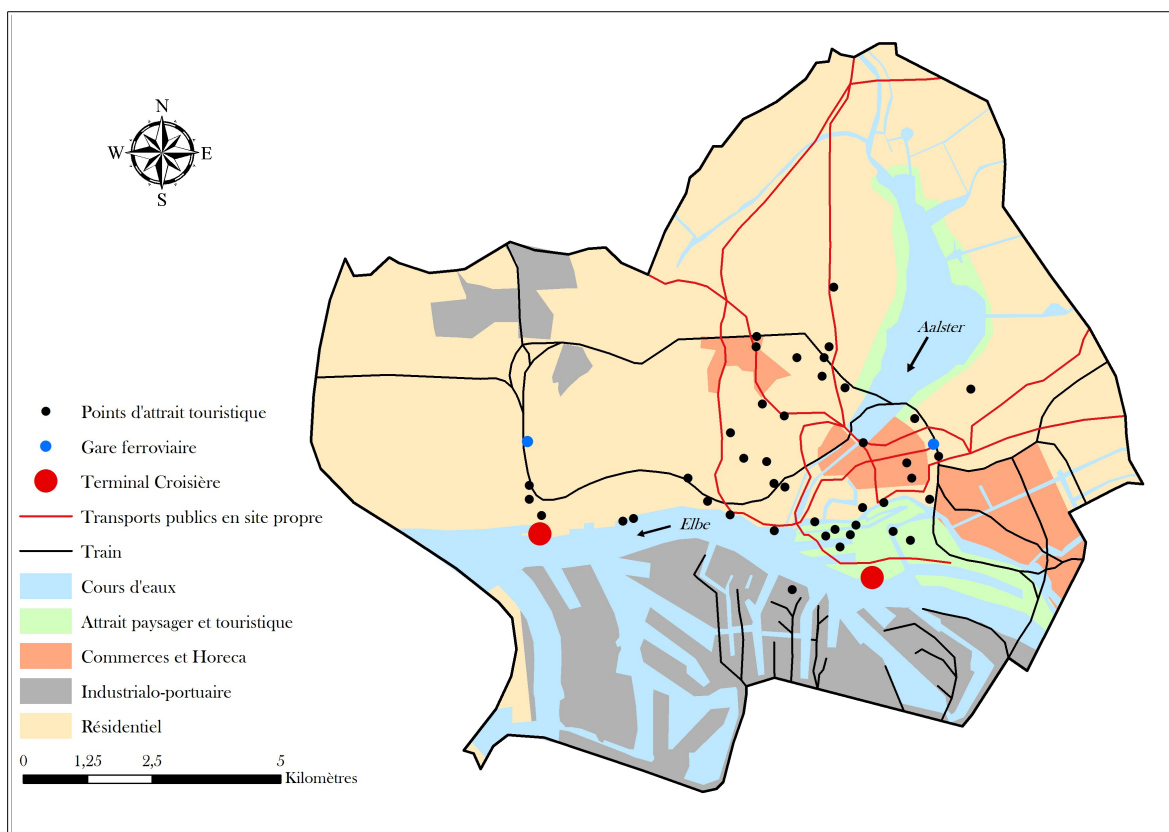 N
W E
S
Aalster
Points d'attrait touristique
Gare ferroviaire
Terminal Croisière
Transports publics en site propre
Elbe
Train
Cours d'eaux
Attrait paysager et touristique
Commerces et Horeca
Industrialo-portuaire
Résidentiel
0 1,25 2,5 5
Kilomètres